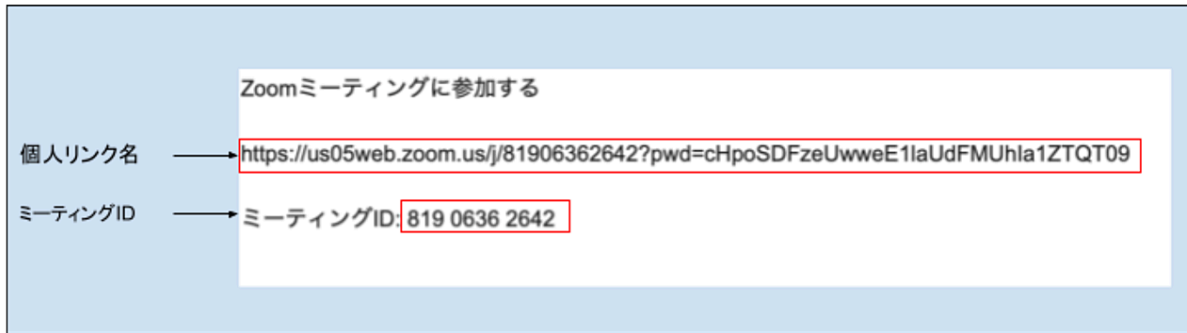 Zoomミーティングに参加する
個人リンク名
https://us05web.zoom.us/j/81906362642?pwd=cHpoSDFzeUwweE1IaUdFMUhIa1ZTQT09
ミーティングID
ミーティングID: 819 0636 2642